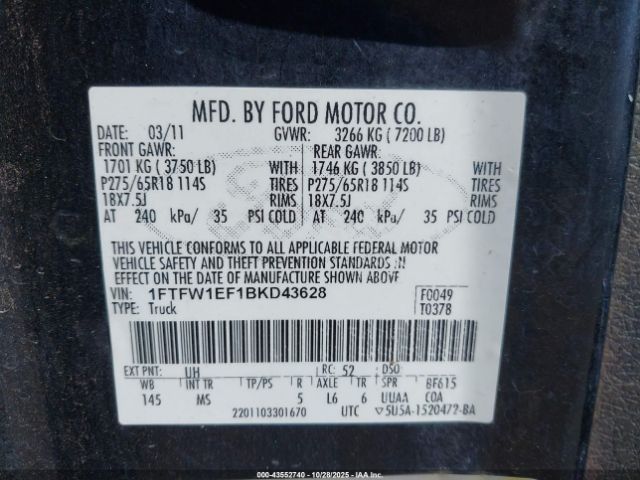 MFD. BY FORD MOTOR CO.
DATE: 03/11 GVWR: 3266 KG ( 7200 LB)
FRONT GAWR: REAR GAWR:
1701 KG ( 3750 LB) WITH 1746 KG ( 3850 LB) WITH
P275/65R18 114S TIRES P275/65R18 114S TIRES
18X7.5J RIMS 18X7.5J RIMS
AT 240 kPa/ 35 PSI COLD AT 240 kPa/ 35 PSI COLD
THIS VEHICLE CONFORMS TO ALL APPLICABLE FEDERAL MOTOR
VEHICLE SAFETY AND THEFT PREVENTION STANDARDS IN
EFFECT ON THE DATE OF MANUFACTURE SHOWN ABOVE
VIN: 1FTFW1EF1BKD43628 F0049
TYPE: Truck T0378
EXT PNT: UH RC: 52 DSO:
WB INT TR TP/PS R AXLE TR SPR BF615
145 MS 5 L6 6 UUAA COA
2201103301670 UTC ▽5U5A-1520472-BA
000-43552740 - 10/28/2025 - IAA Inc.